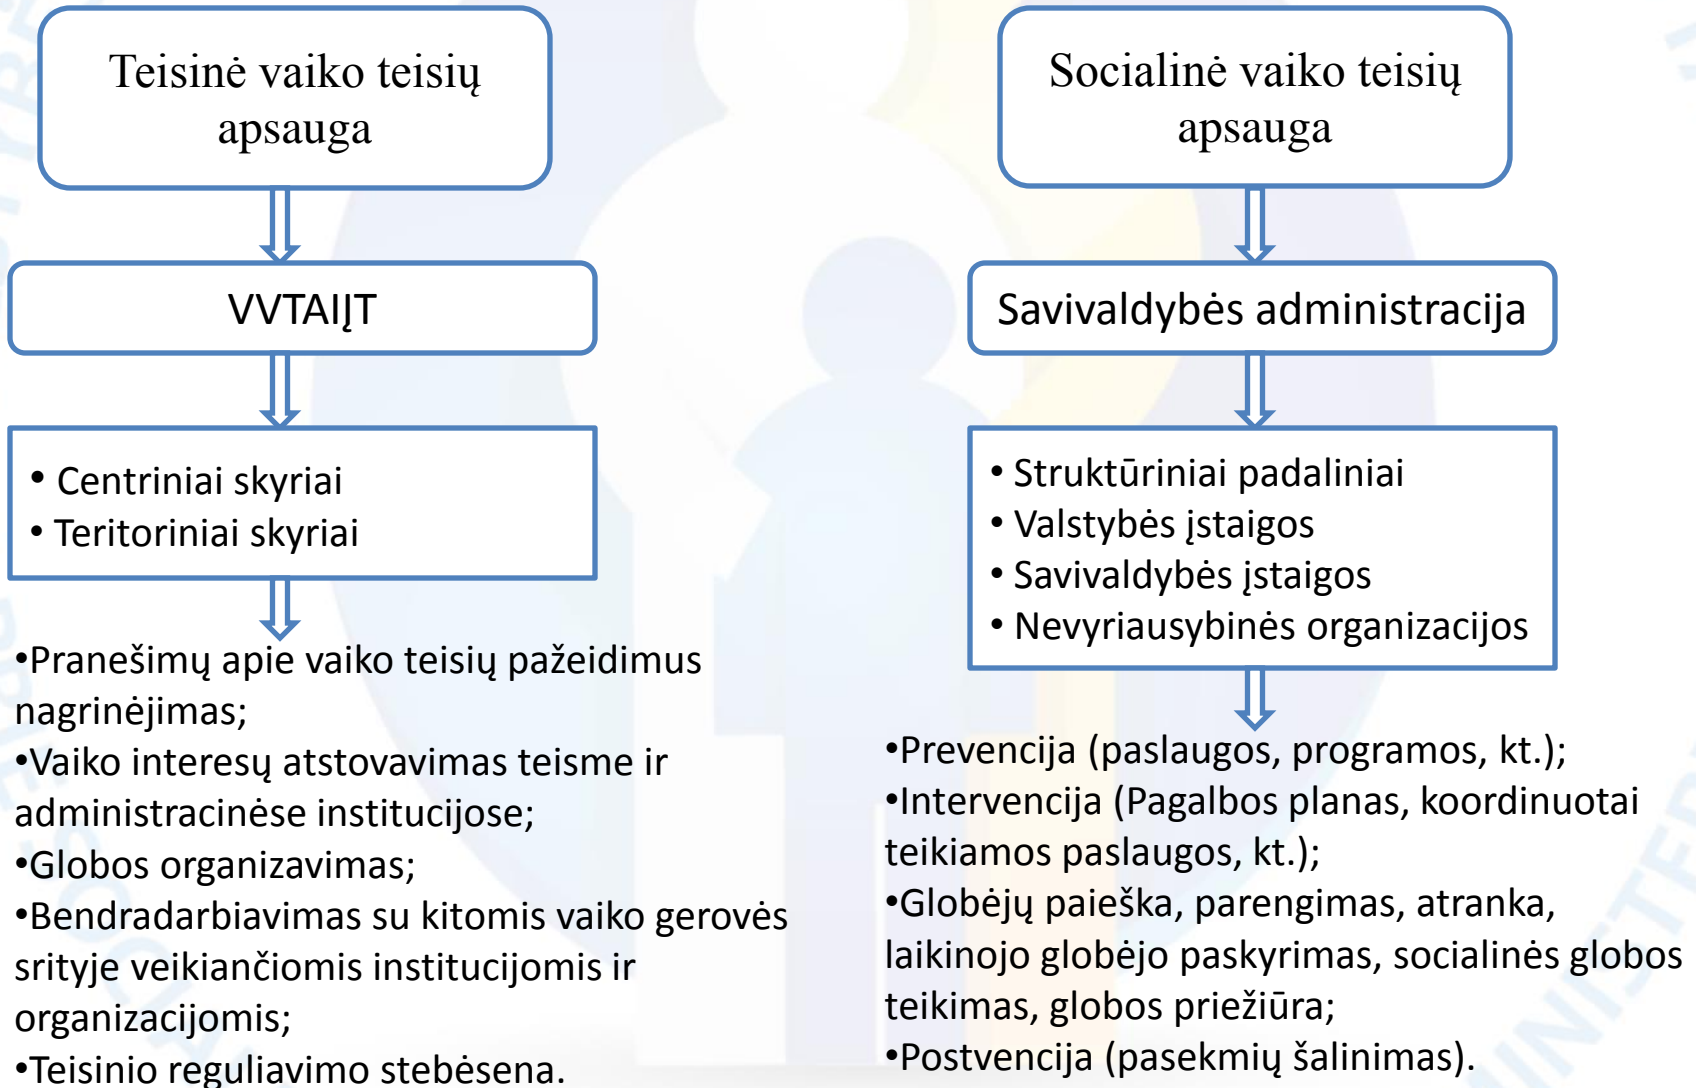 Teisinė vaiko teisių
apsauga
VVTAIĮT
• Centriniai skyriai
• Teritoriniai skyriai
•Pranešimų apie vaiko teisių pažeidimus
nagrinėjimas;
•Vaiko interesų atstovavimas teisme ir
administracinėse institucijose;
•Globos organizavimas;
•Bendradarbiavimas su kitomis vaiko gerovės
srityje veikiančiomis institucijomis ir
organizacijomis;
•Teisinio reguliavimo stebėsena.
Socialinė vaiko teisių
apsauga
Savivaldybės administracija
• Struktūriniai padaliniai
• Valstybės įstaigos
• Savivaldybės įstaigos
• Nevyriausybinės organizacijos
•Prevencija (paslaugos, programos, kt.);
•Intervencija (Pagalbos planas, koordinuotai
teikiamos paslaugos, kt.);
•Globėjų paieška, parengimas, atranka,
laikinojo globėjo paskyrimas, socialinės globos
teikimas, globos priežiūra;
•Postvencija (pasekmių šalinimas).